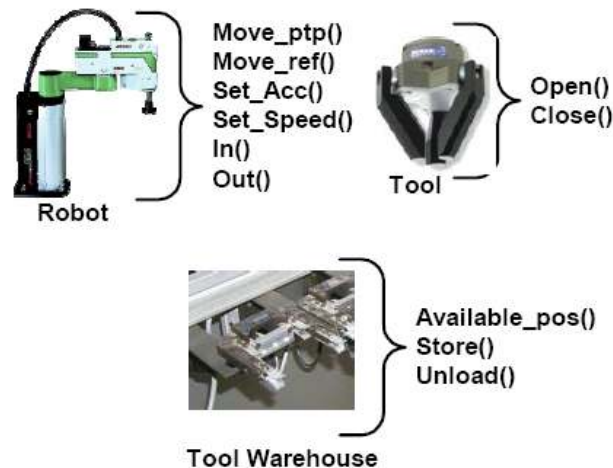 Move_ptp()
Move_ref()
Set_Acc()
Set_Speed()
In()
Out()
Robot
Open()
Close()
Tool
Available_pos()
Store()
Unload()
Tool Warehouse